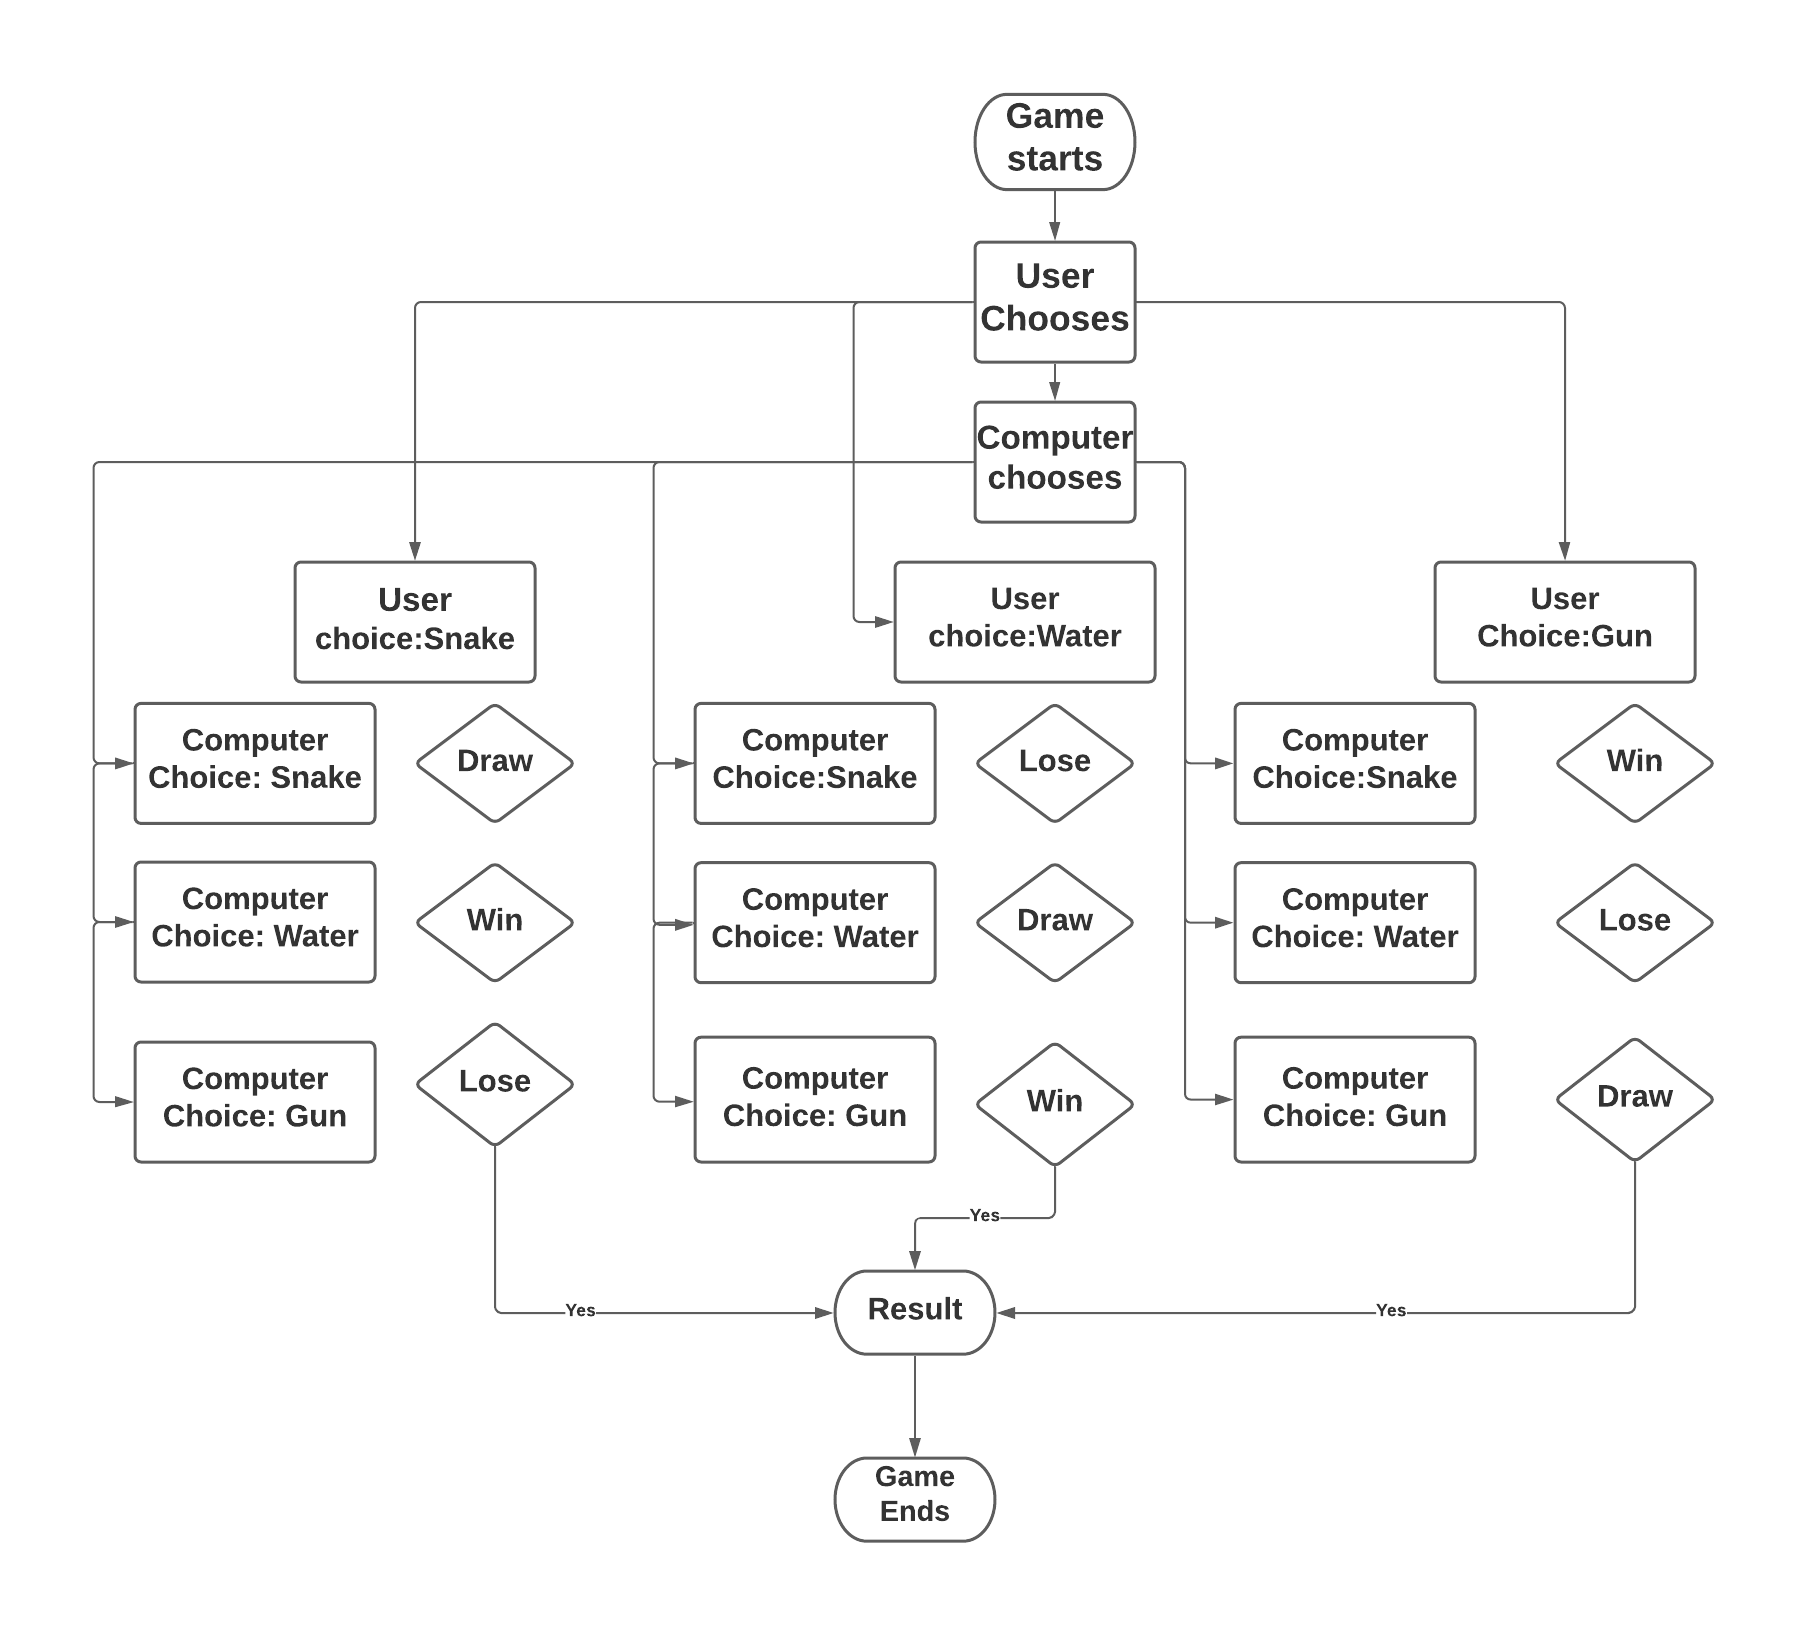 Game
starts
User
Chooses
Computer
chooses
User
choice:Snake
User
choice:Water
User
Choice:Gun
Computer
Choice: Snake
Draw
Computer
Choice:Snake
Lose
Computer
Choice:Snake
Win
Computer
Choice: Water
Win
Computer
Choice: Water
Draw
Computer
Choice: Water
Lose
Computer
Choice: Gun
Lose
Computer
Choice: Gun
Win
Computer
Choice: Gun
Draw
Yes
Yes
Result
Yes
Game
Ends